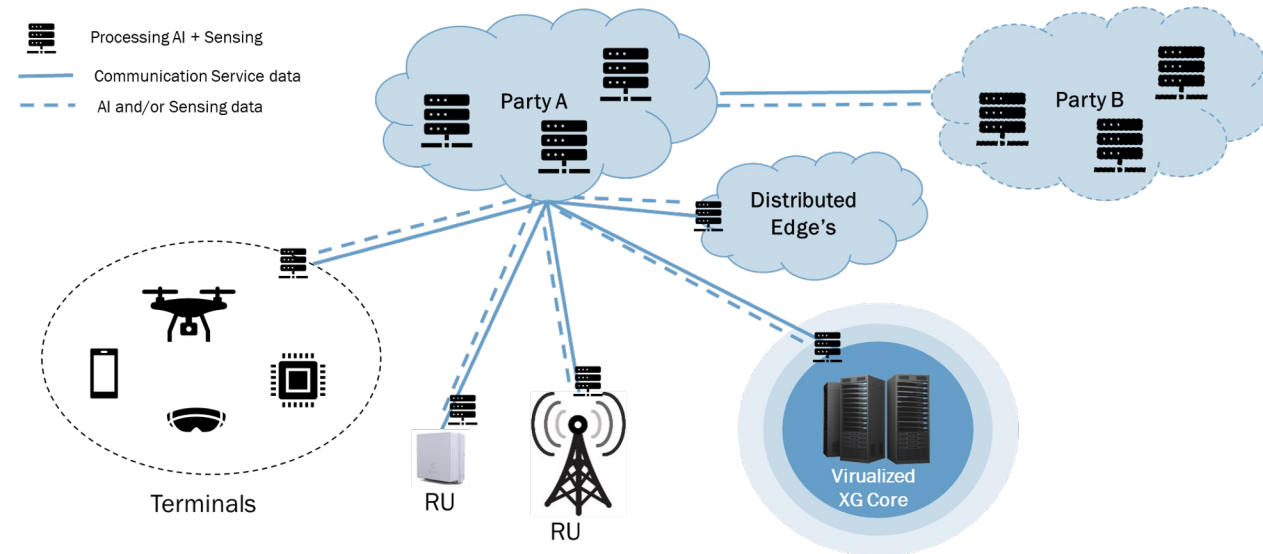 Processing AI + Sensing
Communication Service data
AI and/or Sensing data
Party A
Party B
Distributed
Edge's
Terminals
RU
RU
Virualized
XG Core